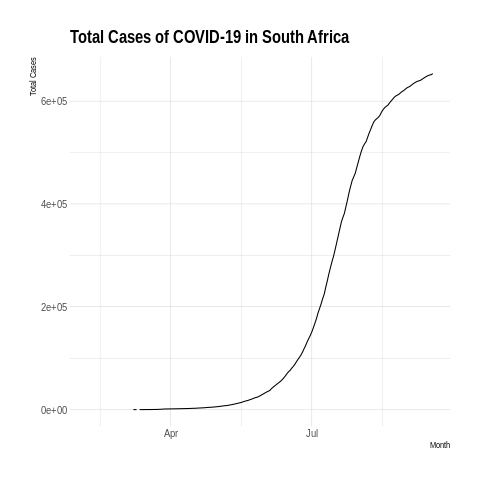 Total Cases of COVID-19 in South Africa
Total Cases
6e+05
4e+05
2e+05
0e+00
Apr
Jul
Month